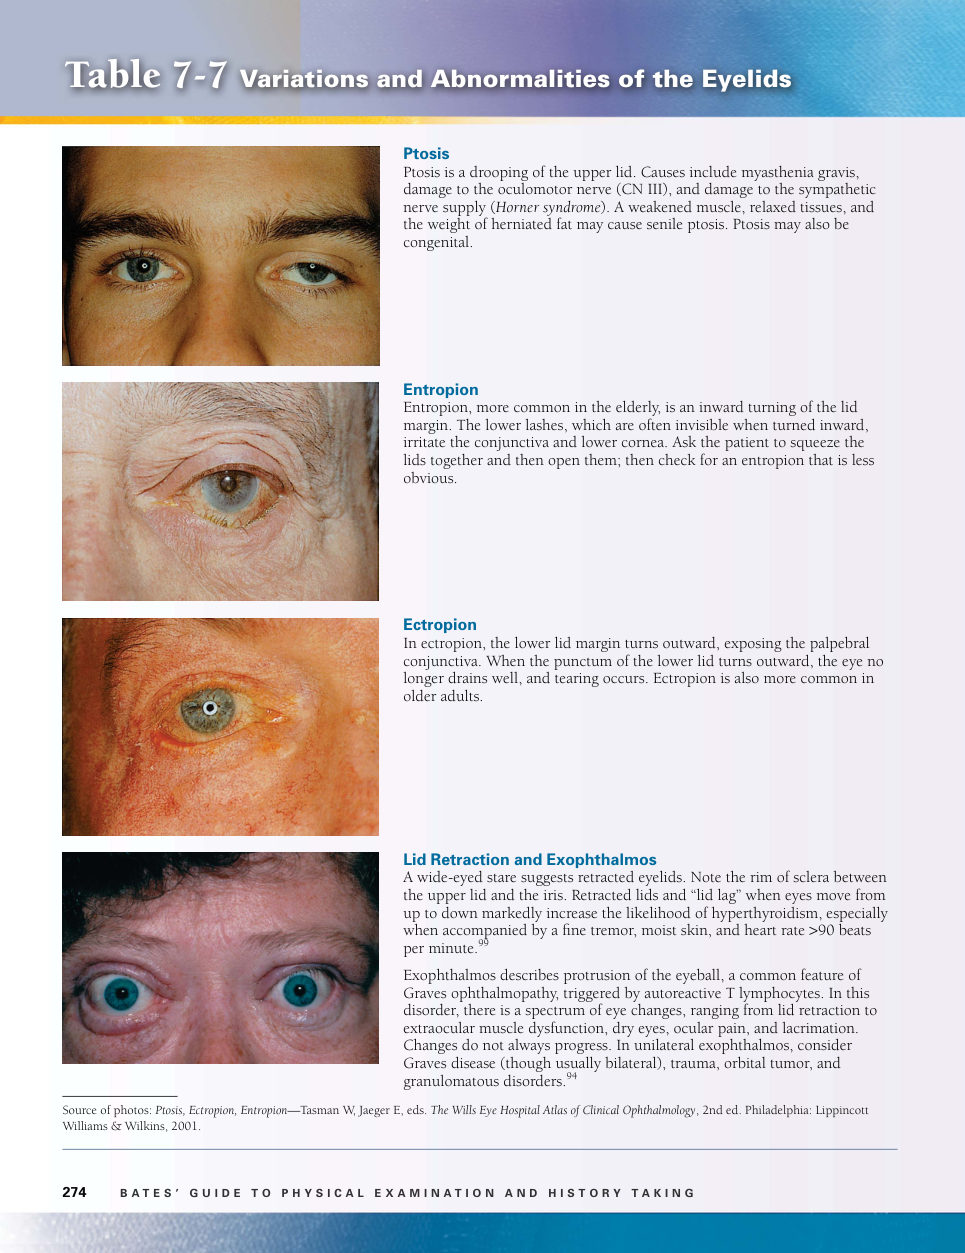 Table 7-7 Variations and Abnormalities of the Eyelids
Ptosis
Ptosis is a drooping of the upper lid. Causes include myasthenia gravis,
damage to the oculomotor nerve (CN III), and damage to the sympathetic
nerve supply (Horner syndrome). A weakened muscle, relaxed tissues, and
the weight of herniated fat may cause senile ptosis. Ptosis may also be
congenital.
Entropion
Entropion, more common in the elderly, is an inward turning of the lid
margin. The lower lashes, which are often invisible when turned inward,
irritate the conjunctiva and lower cornea. Ask the patient to squeeze the
lids together and then open them; then check for an entropion that is less
obvious.
Ectropion
In ectropion, the lower lid margin turns outward, exposing the palpebral
conjunctiva. When the punctum of the lower lid turns outward, the eye no
longer drains well, and tearing occurs. Ectropion is also more common in
older adults.
Lid Retraction and Exophthalmos
A wide-eyed stare suggests retracted eyelids. Note the rim of sclera between
the upper lid and the iris. Retracted lids and “lid lag” when eyes move from
up to down markedly increase the likelihood of hyperthyroidism, especially
when accompanied by a fine tremor, moist skin, and heart rate >90 beats
per minute.99
Exophthalmos describes protrusion of the eyeball, a common feature of
Graves ophthalmopathy, triggered by autoreactive T lymphocytes. In this
disorder, there is a spectrum of eye changes, ranging from lid retraction to
extraocular muscle dysfunction, dry eyes, ocular pain, and lacrimation.
Changes do not always progress. In unilateral exophthalmos, consider
Graves disease (though usually bilateral), trauma, orbital tumor, and
granulomatous disorders.94
Source of photos: Ptosis, Ectropion, Entropion—Tasman W, Jaeger E, eds. The Wills Eye Hospital Atlas of Clinical Ophthalmology, 2nd ed. Philadelphia: Lippincott
Williams & Wilkins, 2001.
274 BATES’ GUIDE TO PHYSICAL EXAMINATION AND HISTORY TAKING